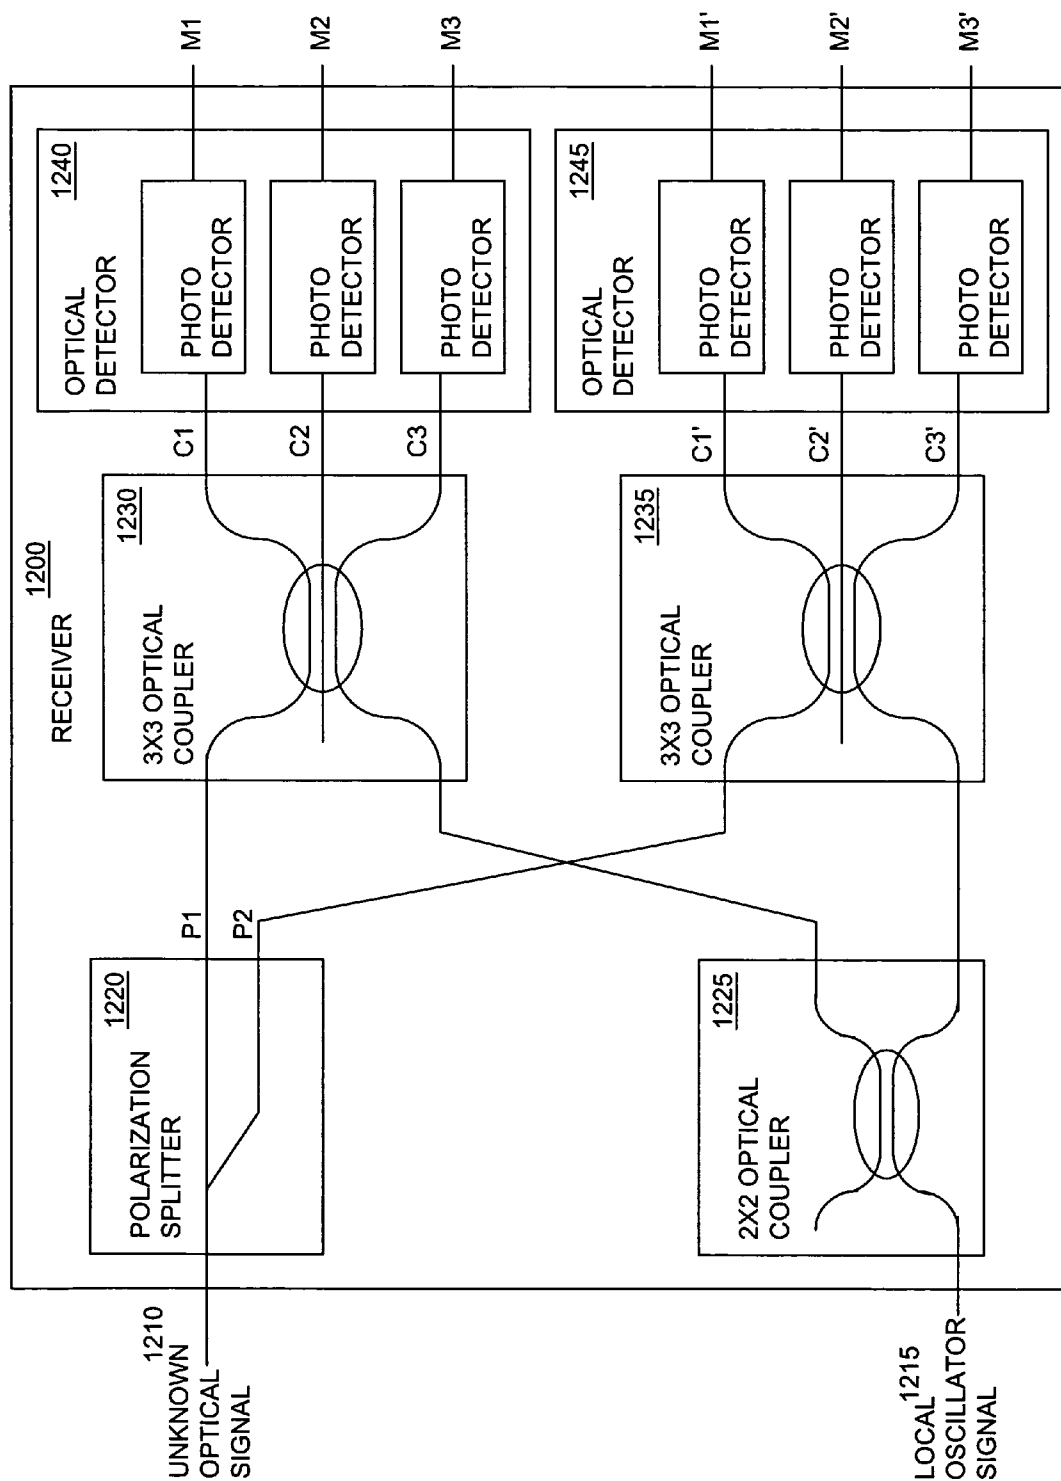 1200
RECEIVER
1210
UNKNOWN
OPTICAL
SIGNAL
1220
POLARIZATION
SPLITTER
P1
P2
1230
3X3 OPTICAL
COUPLER
C1
C2
C3
1240
OPTICAL
DETECTOR
PHOTO
DETECTOR
PHOTO
DETECTOR
PHOTO
DETECTOR
M1
M2
M3
1215
LOCAL
OSCILLATOR
SIGNAL
1225
2X2 OPTICAL
COUPLER
1235
3X3 OPTICAL
COUPLER
C1'
C2'
C3'
1245
OPTICAL
DETECTOR
PHOTO
DETECTOR
PHOTO
DETECTOR
PHOTO
DETECTOR
M1'
M2'
M3'